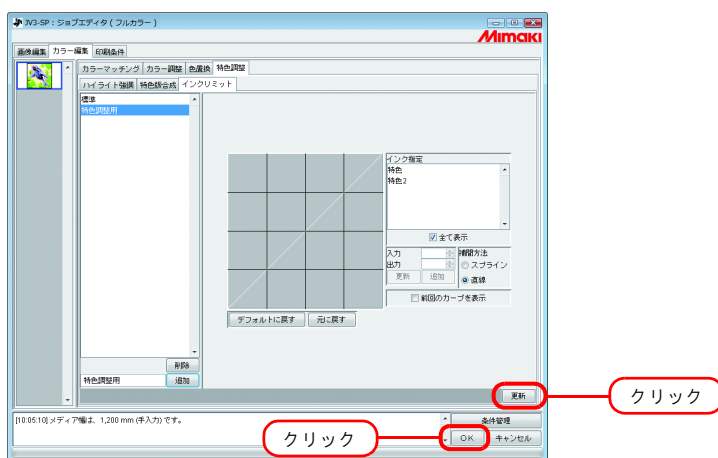 JV3-SP : ジョブエディタ ( フルカラー )
Mimaki
画像編集 カラー編集 印刷条件
カラーマッチング カラー調整 色置換 特色調整
ハイライト強調 特色版合成 インクリミット
標準
特色調整用
インク指定
特色
特色2
全て表示
入力
出力
更新 追加
補間方法
スプライン
直線
前回のカーブを表示
デフォルトに戻す 元に戻す
削除
特色調整用 追加
更新
クリック
[10:05:10] メディア幅は、1,200 mm (手入力) です。
条件管理
OK キャンセル
クリック